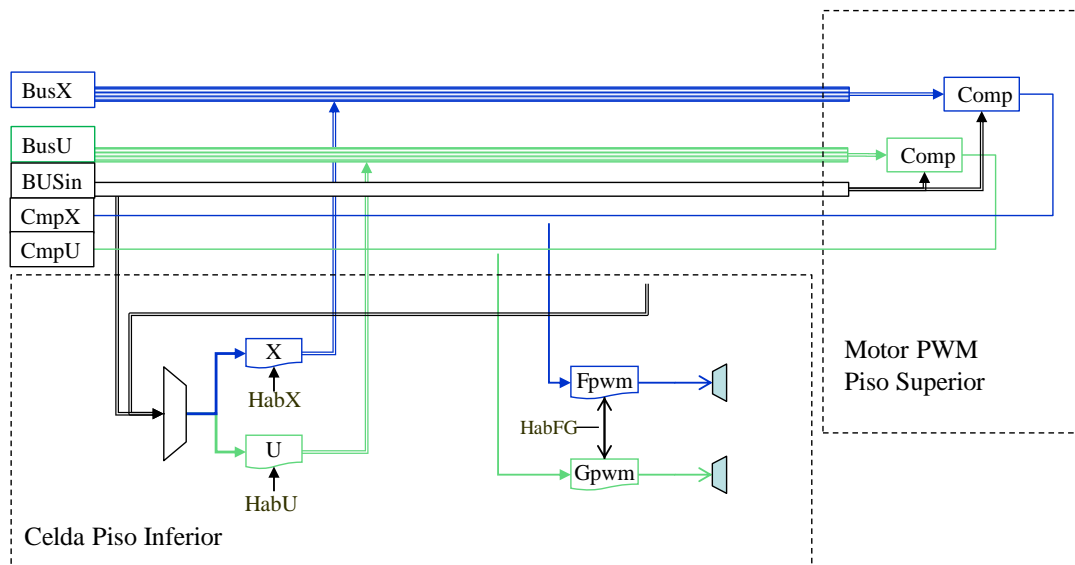 BusX
Comp
BusU
Comp
BUSin
CmpX
CmpU
X
HabX
U
HabU
Fpwm
HabFG
Gpwm
Motor PWM
Piso Superior
Celda Piso Inferior